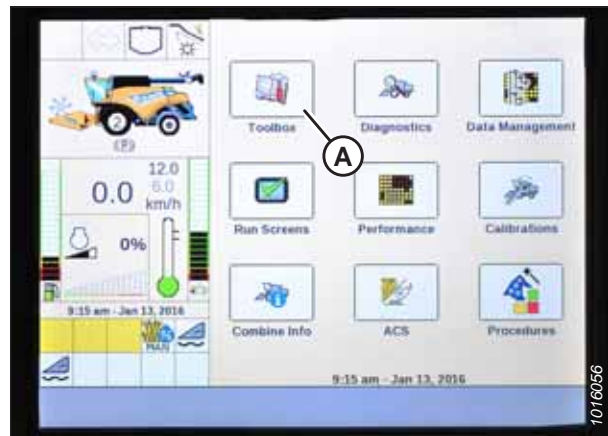 2
(P)
12.0
6.0
0.0
km/h
0%
9:15 am - Jan 13, 2016
MAN
Toolbox
Diagnostics
Data Management
A
Run Screens
Performance
Calibrations
Combine Info
ACS
Procedures
9:15 am - Jan 13, 2016
1016056